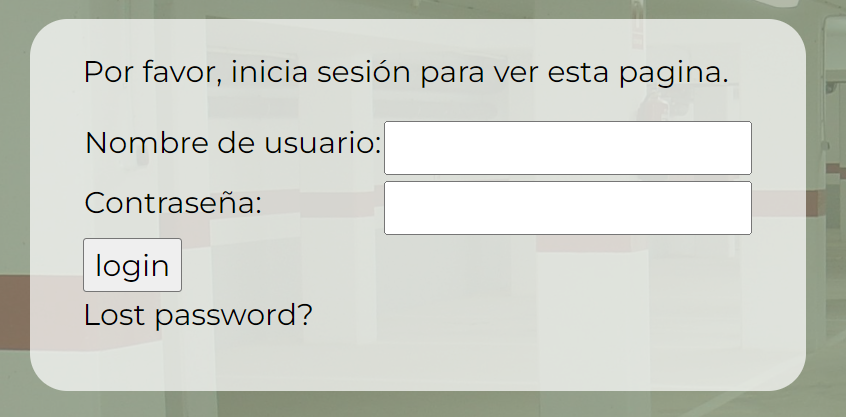 Por favor, inicia sesión para ver esta pagina.
Nombre de usuario:
Contraseña:
login
Lost password?